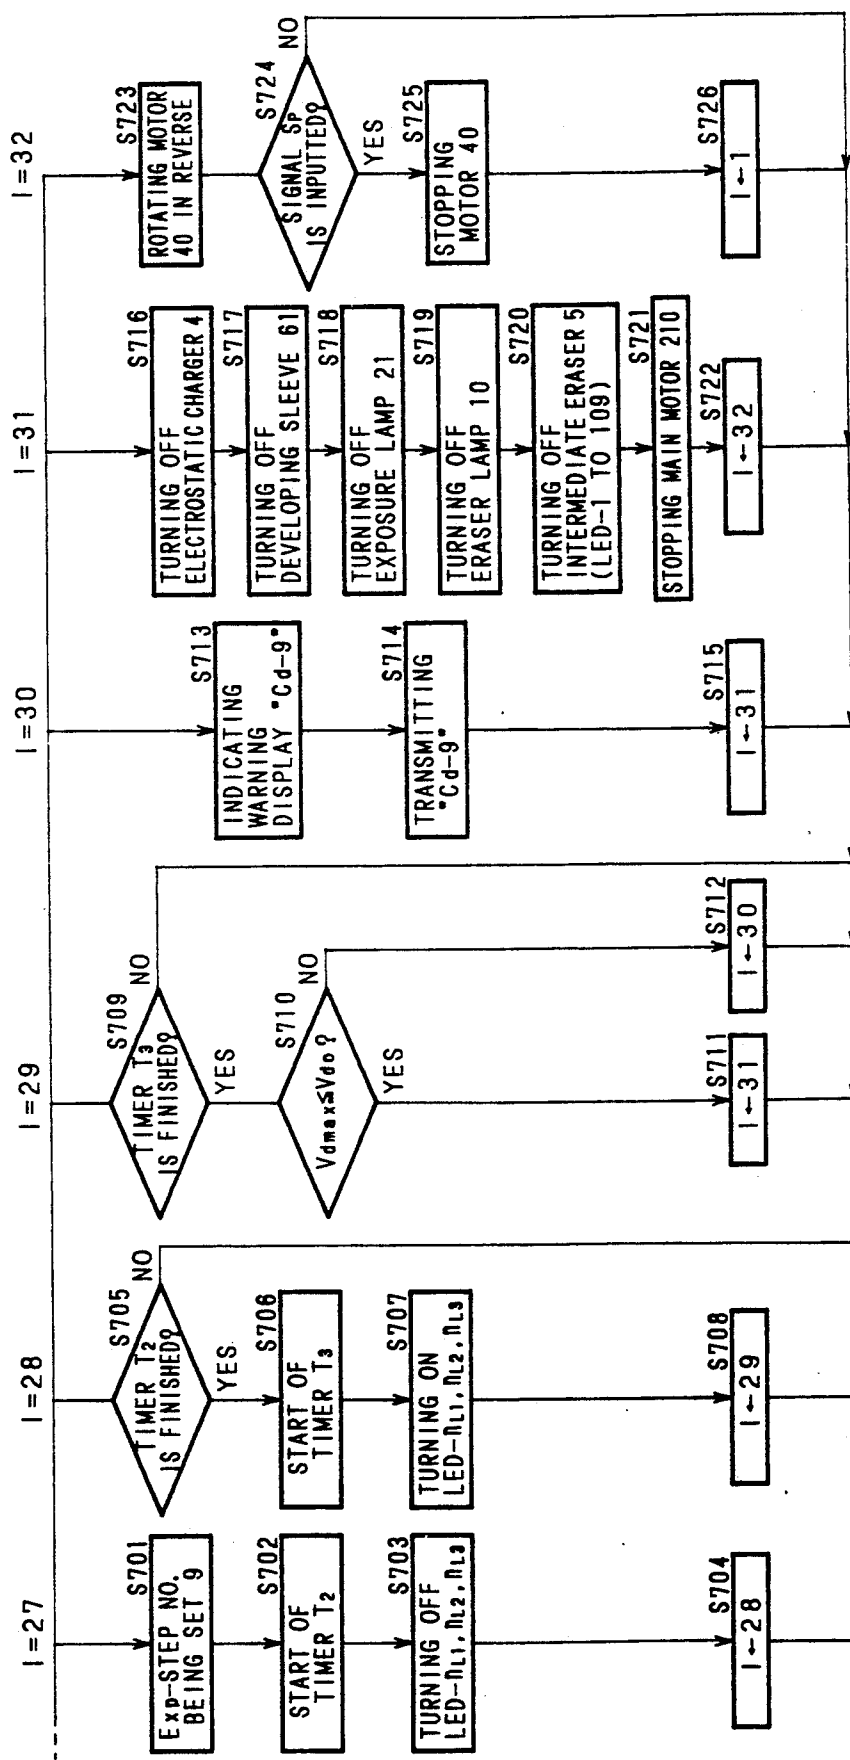 I=27
S701
Exp-STEP NO.
BEING SET 9
S702
START OF
TIMER T2
S703
TURNING OFF
LED-nL1, nL2, nL3
S704
I←28
I=28
S705
TIMER T2
IS FINISHED?
NO
YES
S706
START OF
TIMER T3
S707
TURNING ON
LED-nL1, nL2, nL3
S708
I←29
I=29
S709
TIMER T3
IS FINISHED?
NO
YES
S710
Vdmax≦Vdo?
NO
YES
S711
I←31
S712
I←30
I=30
S713
INDICATING
WARNING
DISPLAY "Cd-9"
S714
TRANSMITTING
"Cd-9"
S715
I←31
I=31
S716
TURNING OFF
ELECTROSTATIC CHARGER 4
S717
TURNING OFF
DEVELOPING SLEEVE 61
S718
TURNING OFF
EXPOSURE LAMP 21
S719
TURNING OFF
ERASER LAMP 10
S720
TURNING OFF
INTERMEDIATE ERASER 5
(LED-1 TO 109)
S721
STOPPING MAIN MOTOR 210
S722
I←32
I=32
S723
ROTATING MOTOR
40 IN REVERSE
S724
SIGNAL SP
IS INPUTTED?
NO
YES
S725
STOPPING
MOTOR 40
S726
I←1